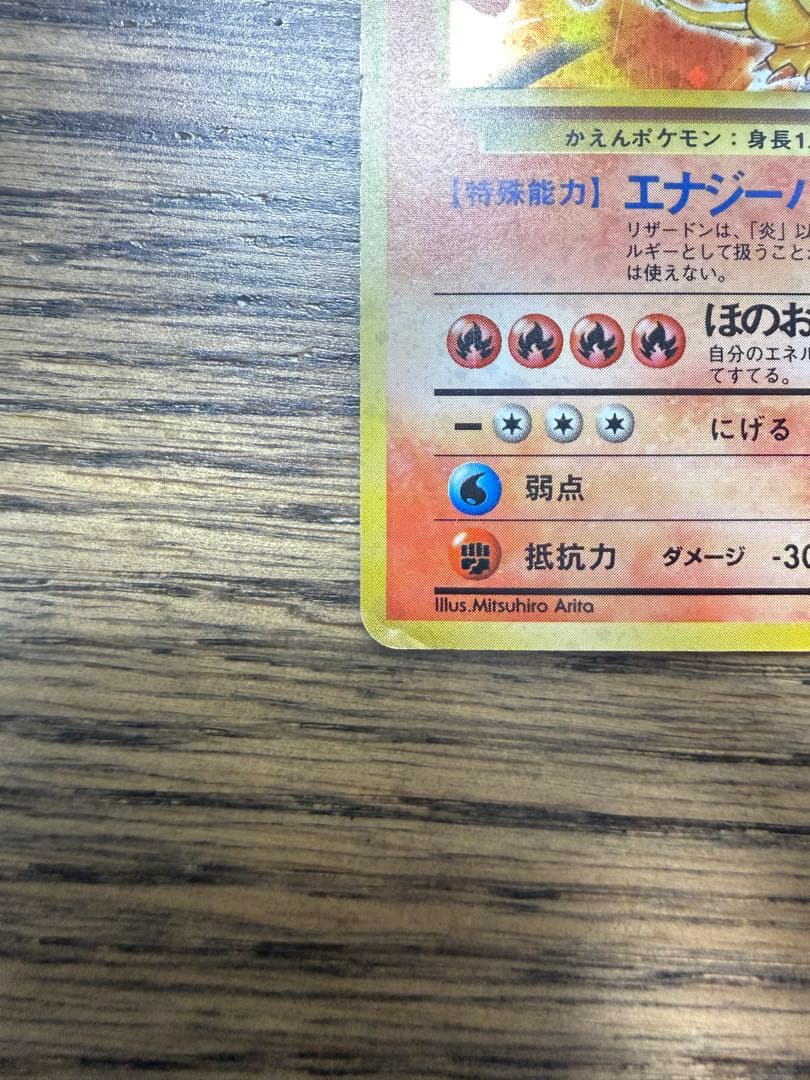 かえんポケモン：身長1.
【特殊能力】 エナジーバ
リザードンは、「炎」以
ルギーとして扱うこと
は使えない。
ほのお
自分のエネル
てすてる。
にげる
弱点
抵抗力 ダメージ -30
Illus.Mitsuhiro Arita